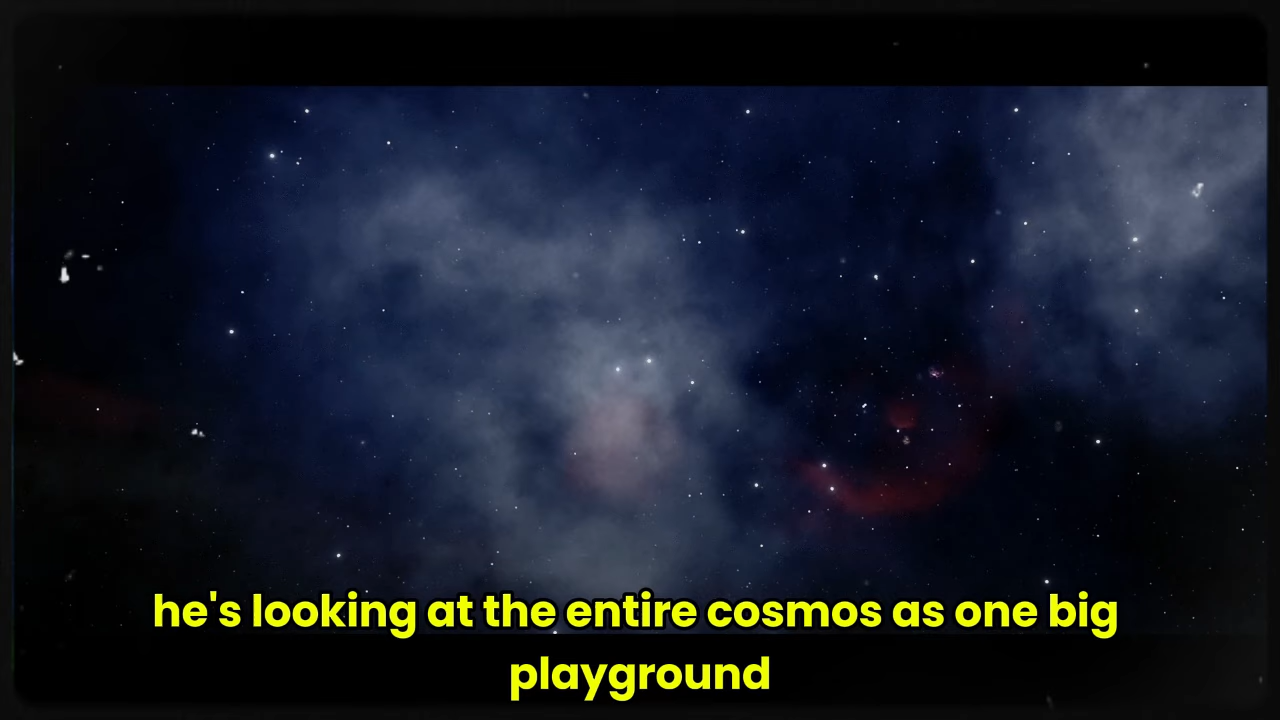 he's looking at the entire cosmos as one big
playground